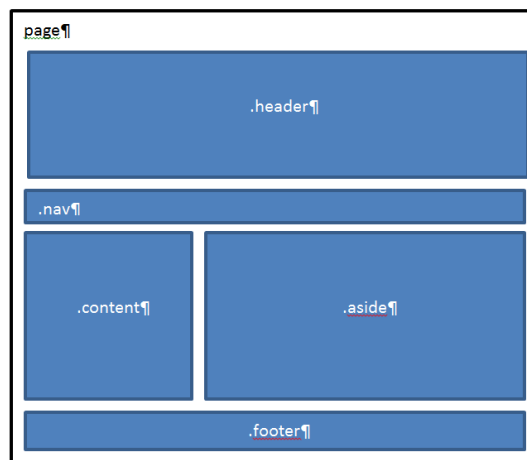 page¶
.header¶
.nav¶
.content¶
.aside¶
.footer¶